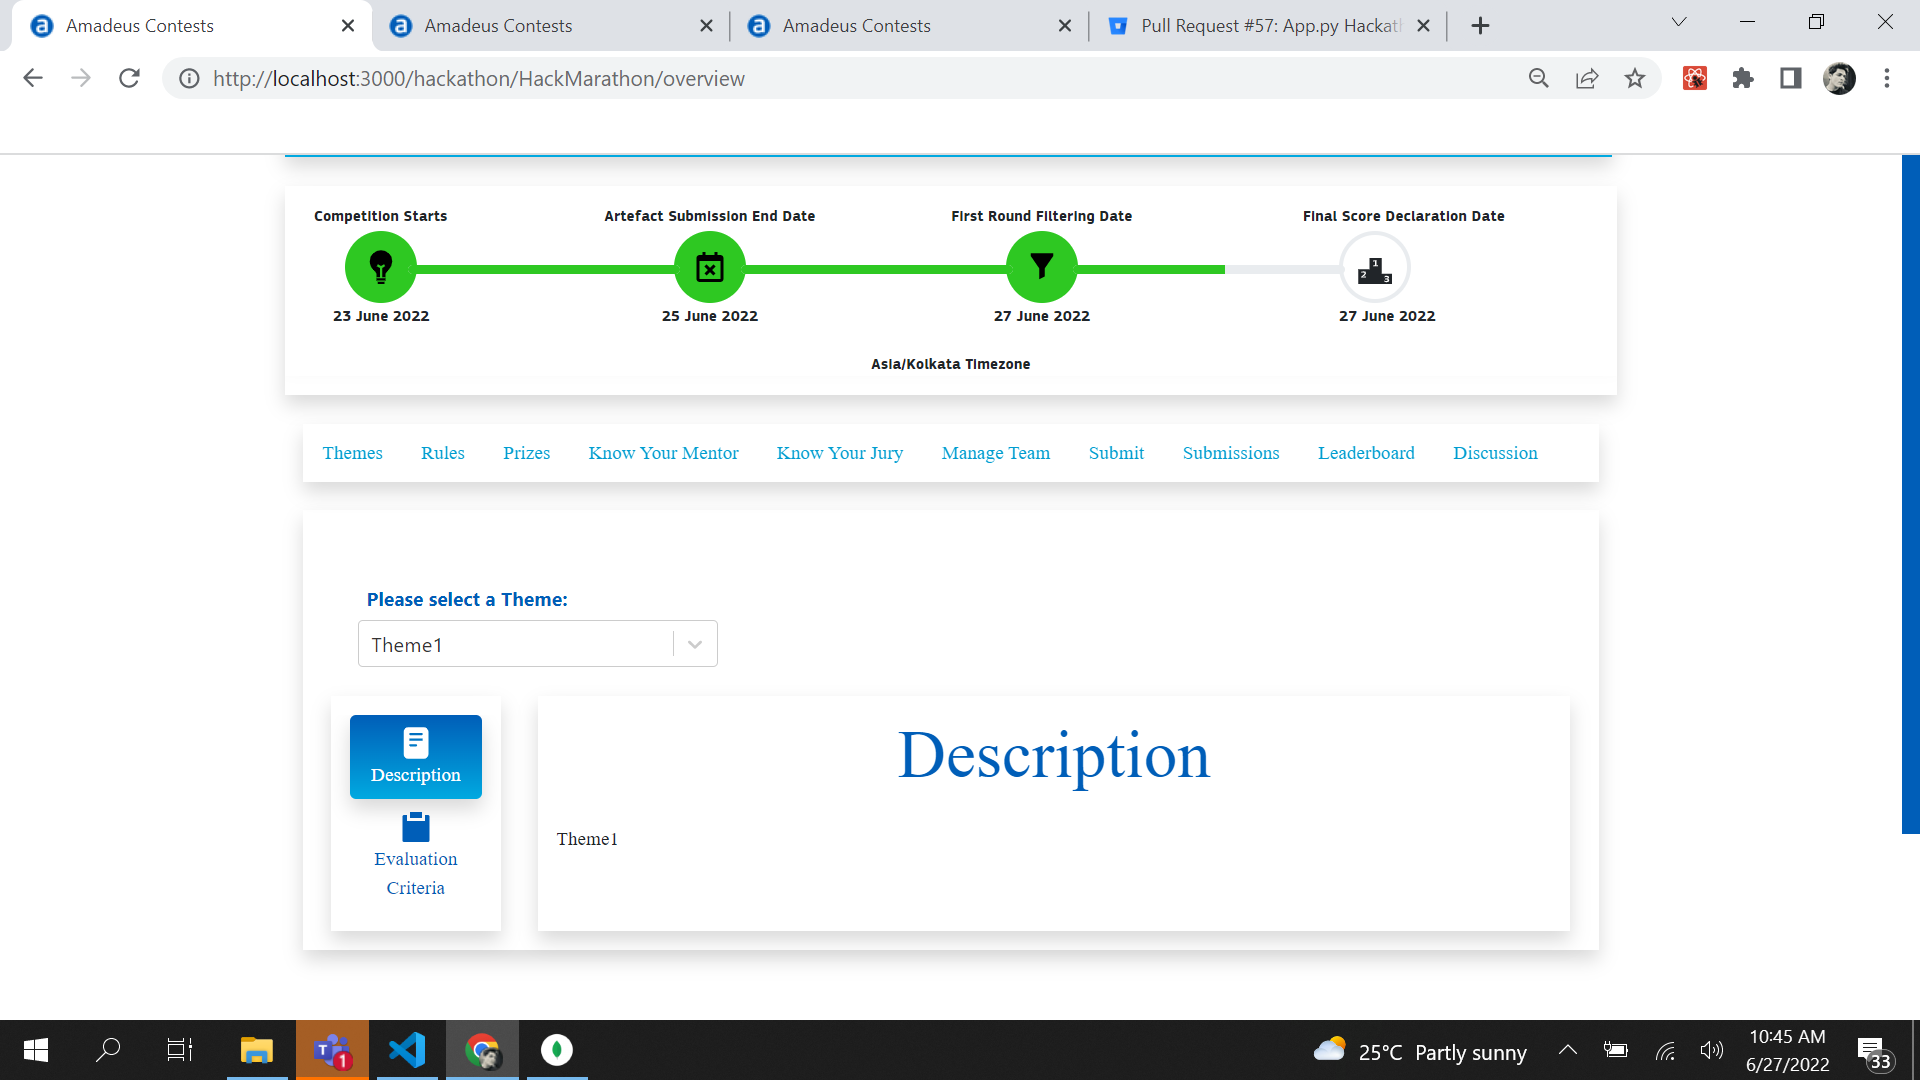 Amadeus Contests
Amadeus Contests
Amadeus Contests
Pull Request #57: App.py Hackat
http://localhost:3000/hackathon/HackMarathon/overview
Competition Starts
Artefact Submission End Date
First Round Filtering Date
Final Score Declaration Date
1
2
3
23 June 2022
25 June 2022
27 June 2022
27 June 2022
Asia/Kolkata Timezone
Themes
Rules
Prizes
Know Your Mentor
Know Your Jury
Manage Team
Submit
Submissions
Leaderboard
Discussion
Please select a Theme:
Theme1
Description
Evaluation
Criteria
Description
Theme1
T
1
25°C Partly sunny
10:45 AM
6/27/2022
33